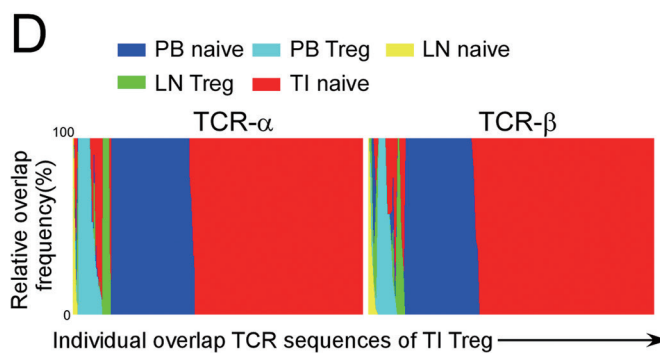 D
PB naive PB Treg LN naive
LN Treg TI naive
TCR-α TCR-β
100
Relative overlap
frequency(%)
0
Individual overlap TCR sequences of TI Treg